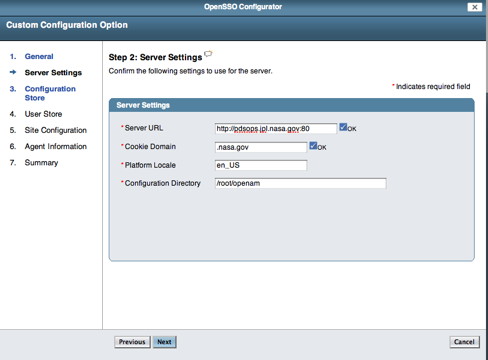 OpenSSO Configurator
Custom Configuration Option
1. General
Server Settings
3. Configuration
Store
4. User Store
5. Site Configuration
6. Agent Information
7. Summary
Step 2: Server Settings
Confirm the following settings to use for the server.
* Indicates required field
Server Settings
* Server URL http://pdsops.jpl.nasa.gov:80 OK
* Cookie Domain .nasa.gov OK
* Platform Locale en_US
* Configuration Directory /root/openam
Previous Next Cancel